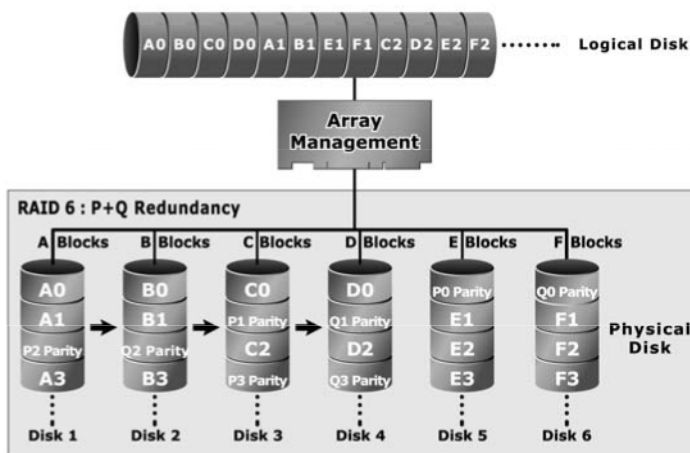 A0 B0 C0 D0 A1 B1 E1 F1 C2 D2 E2 F2 Logical Disk
Array
Management
RAID 6 : P+Q Redundancy
A Blocks B Blocks C Blocks D Blocks E Blocks F Blocks
A0 B0 C0 D0 P0 Parity Q0 Parity
A1 B1 P1 Parity Q1 Parity E1 F1
P2 Parity Q2 Parity C2 D2 E2 F2
A3 B3 P3 Parity Q3 Parity E3 F3
Physical
Disk
Disk 1 Disk 2 Disk 3 Disk 4 Disk 5 Disk 6